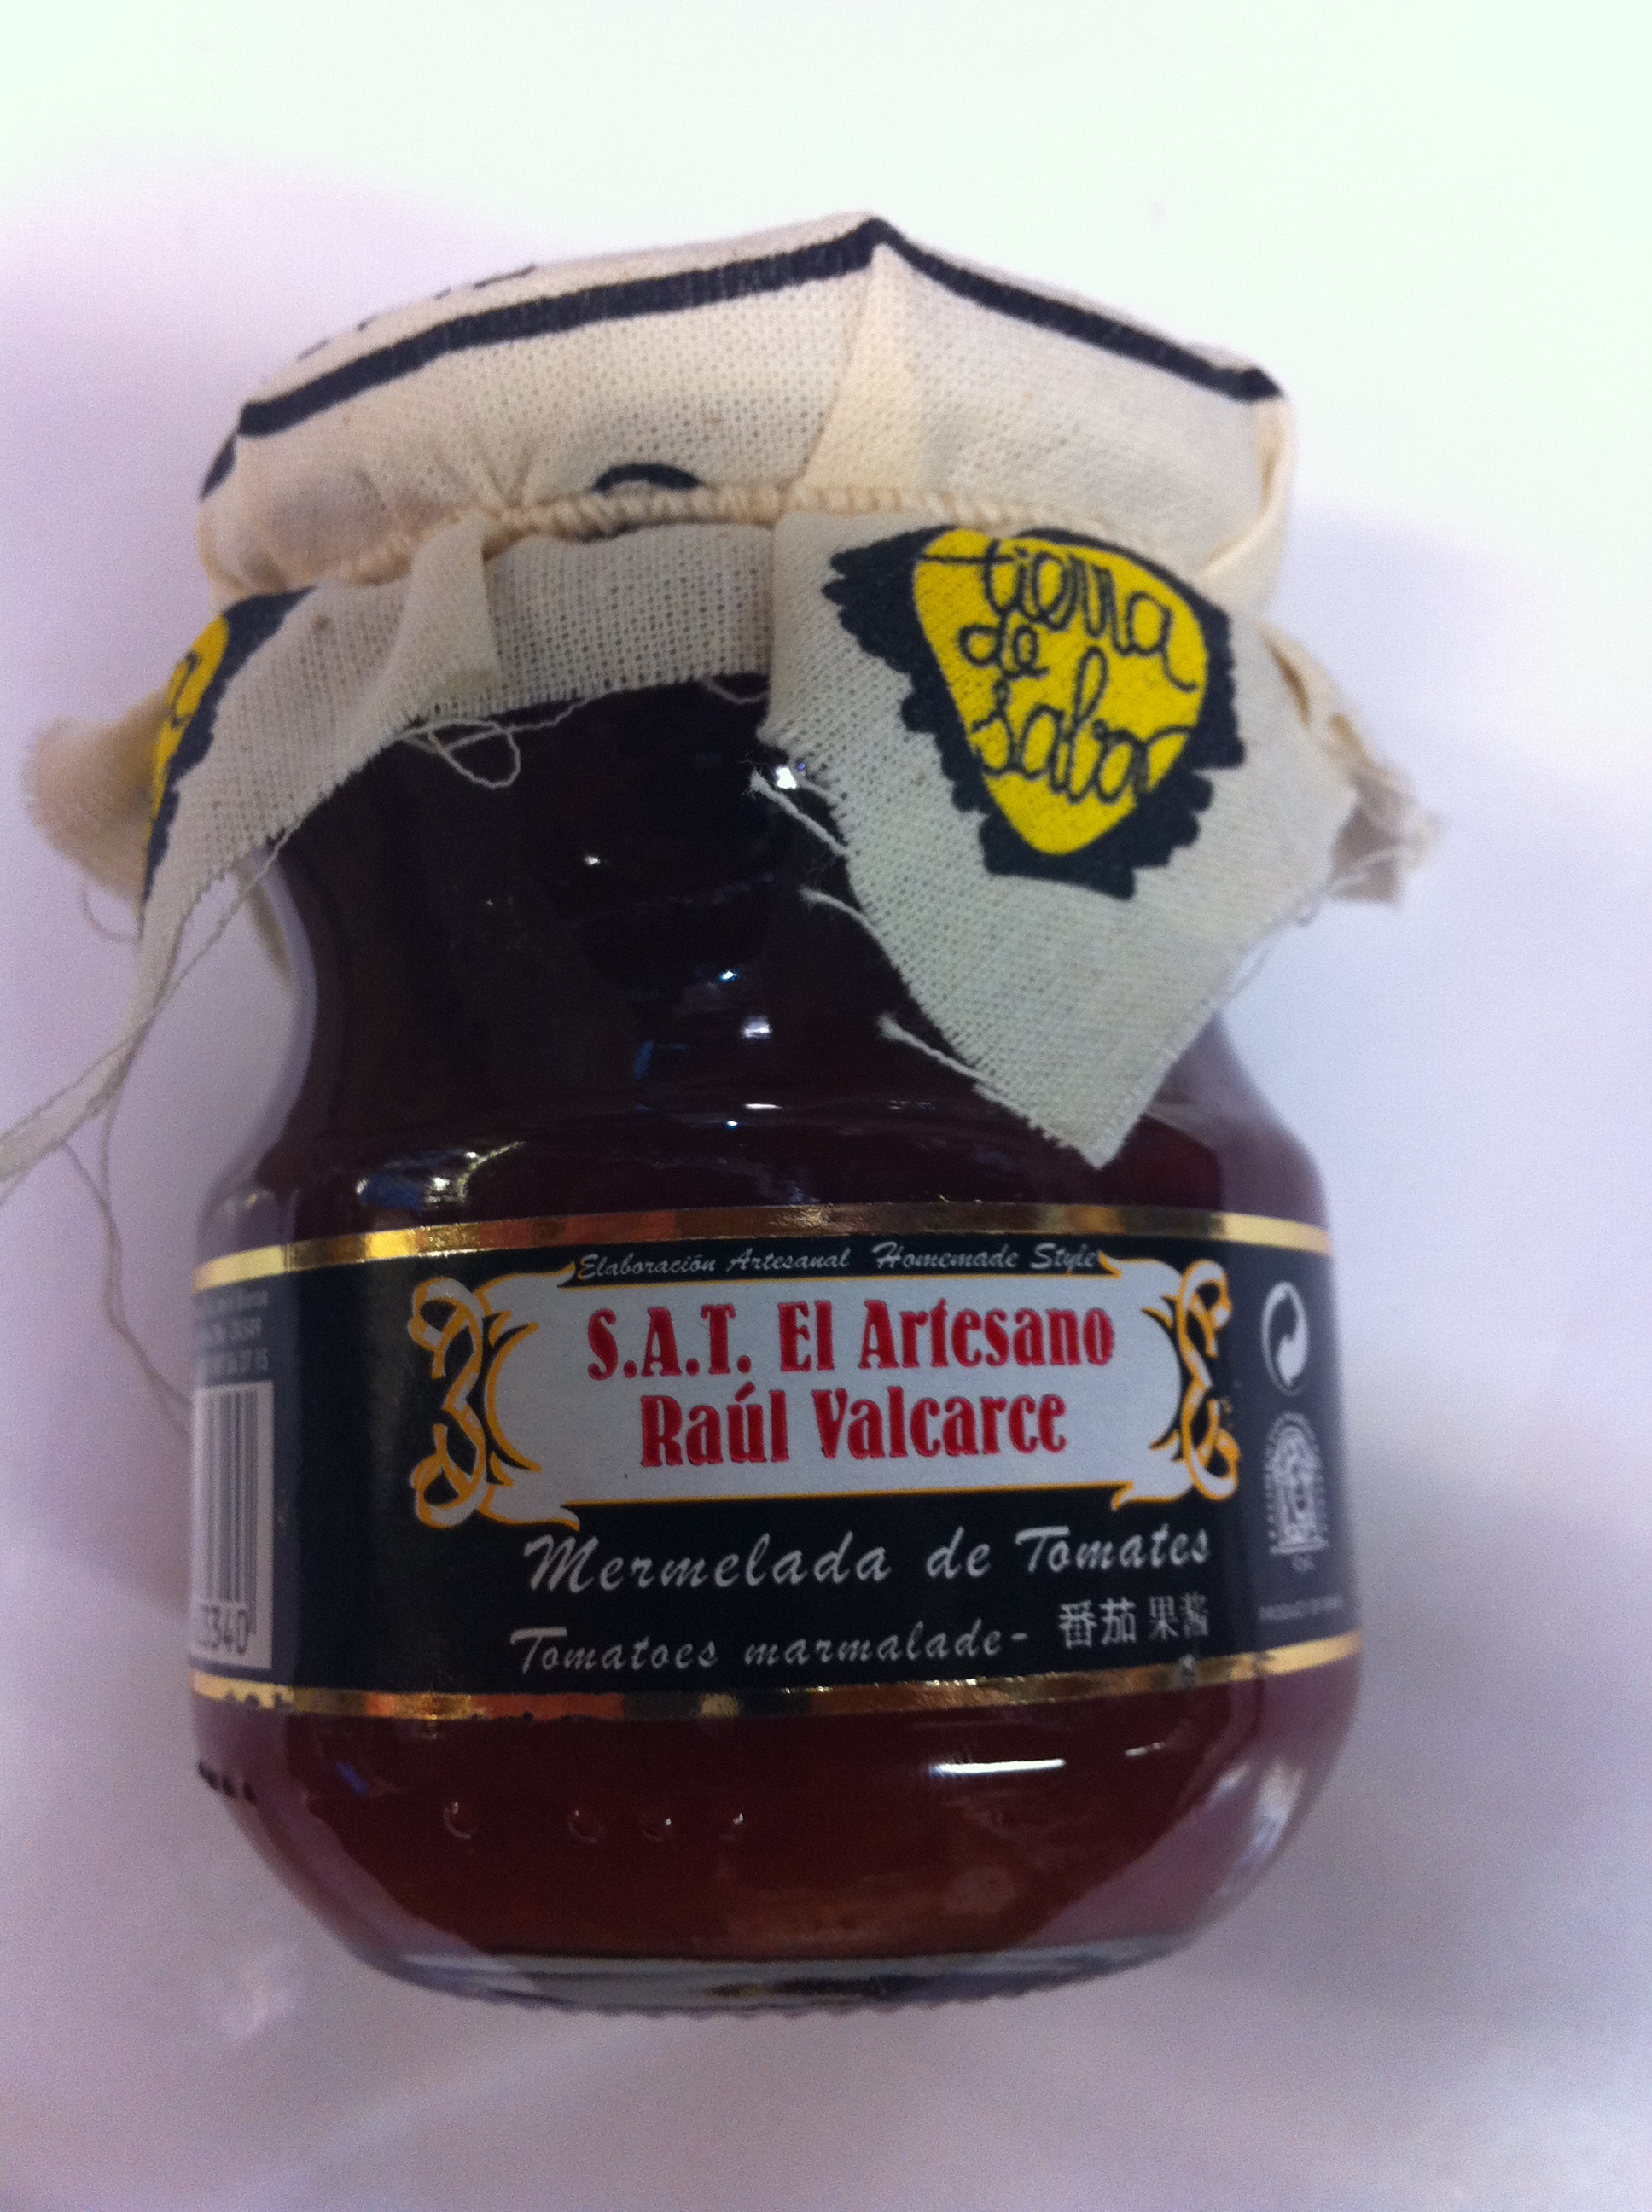 tierra
de
Sabor
Elaboración Artesanal Homemade Style
S.A.T. El Artesano
Raúl Valcarce
Mermelada de Tomates
Tomatoes marmalade- 番茄果酱
3340